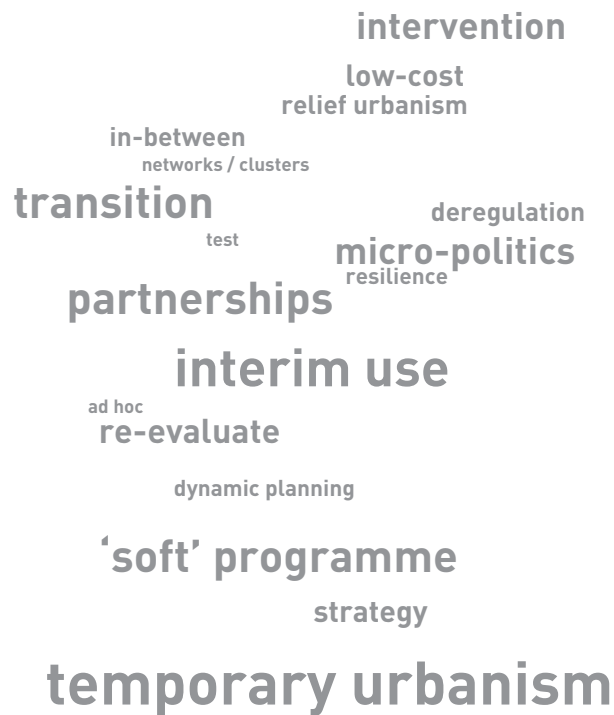 intervention
low-cost
relief urbanism
in-between
networks / clusters
transition
deregulation
test
micro-politics
resilience
partnerships
interim use
ad hoc
re-evaluate
dynamic planning
‘soft’ programme
strategy
temporary urbanism